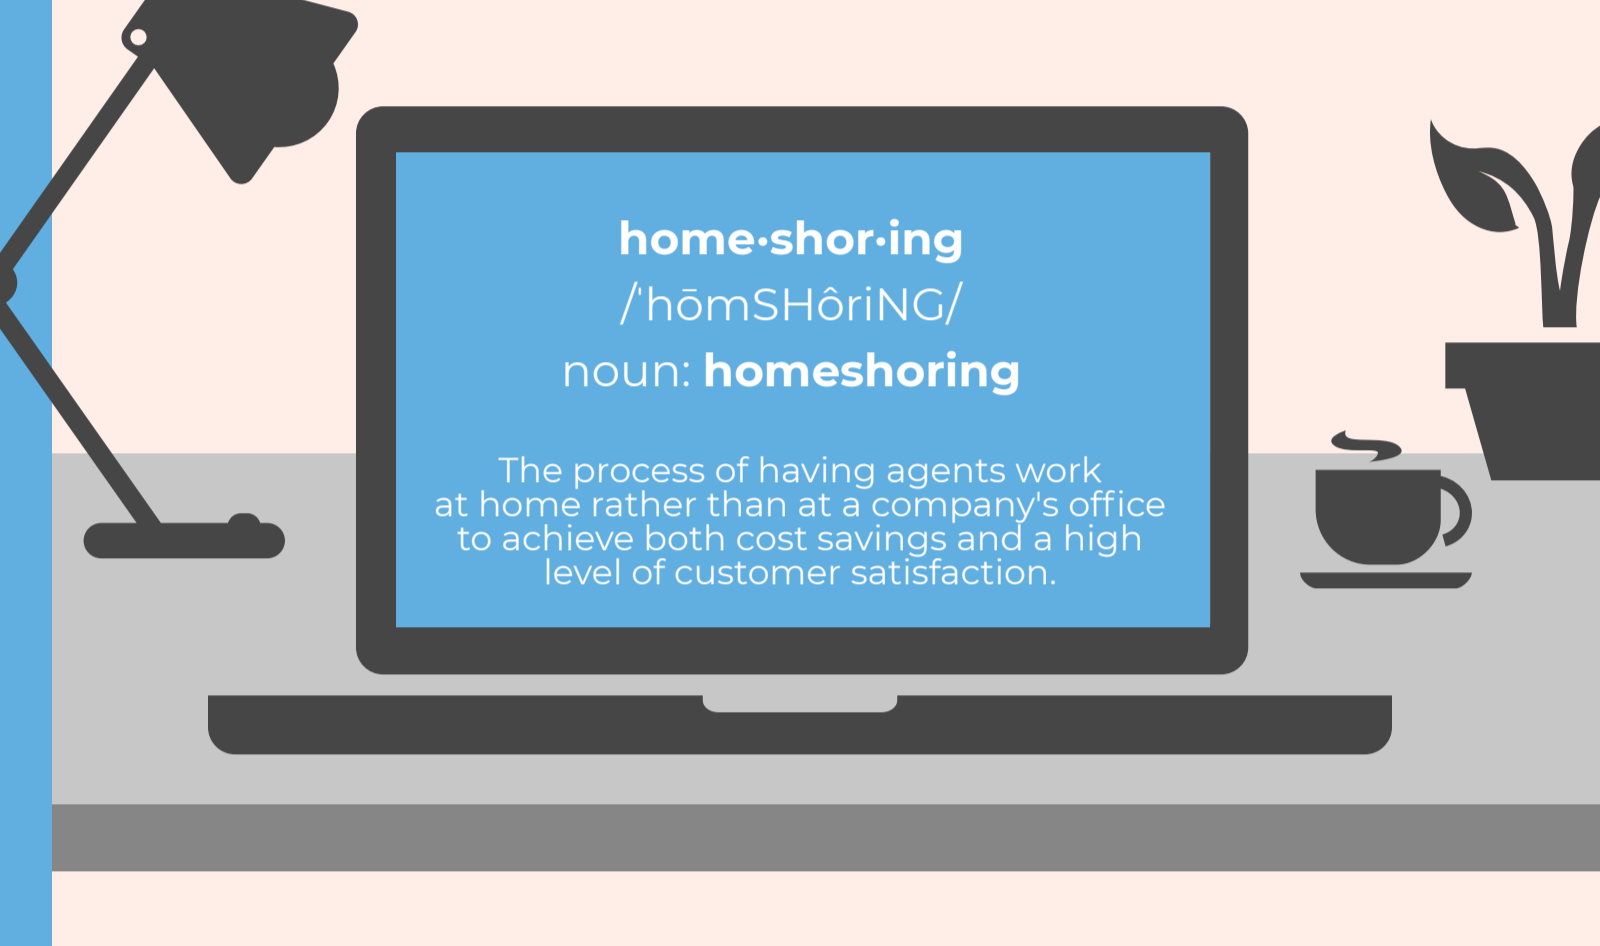 home·shor·ing
/ˈhōmSHôriNG/
noun: homeshoring
The process of having agents work
at home rather than at a company's office
to achieve both cost savings and a high
level of customer satisfaction.